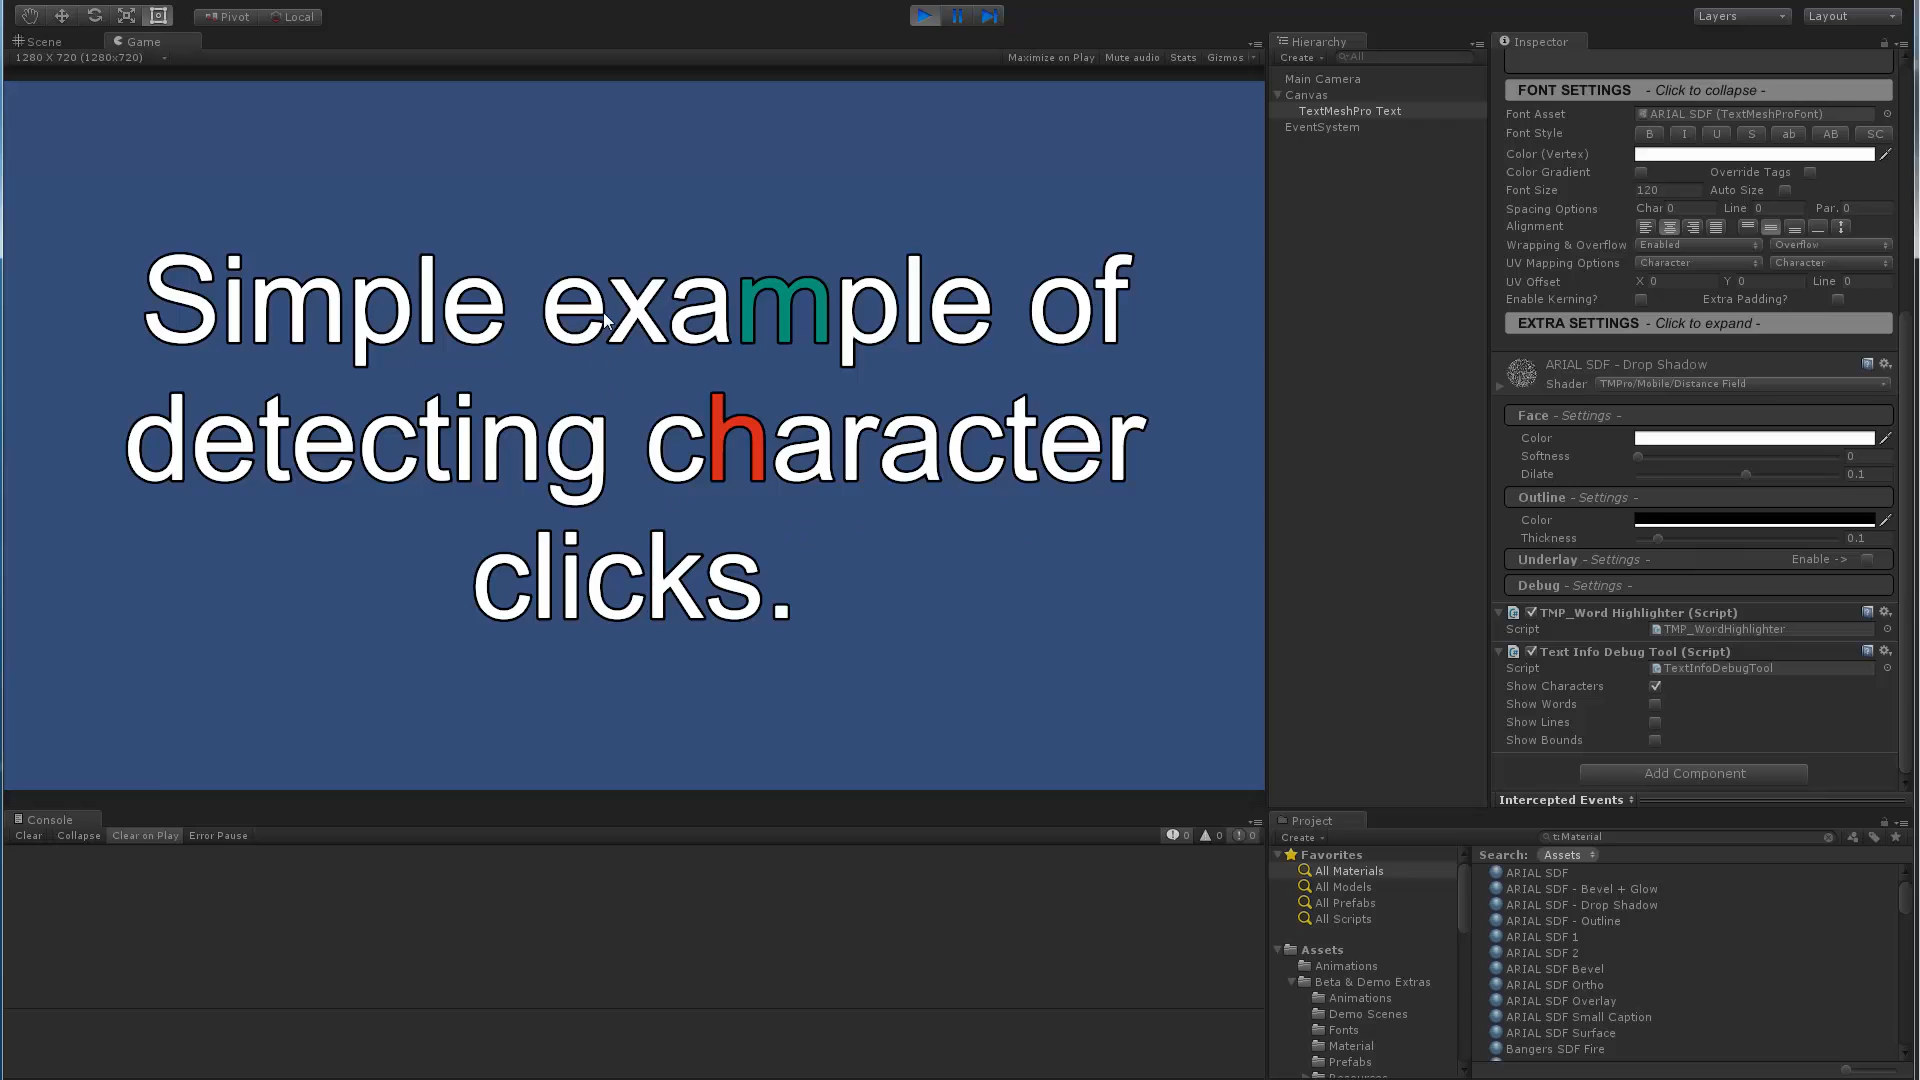 Pivot Local Layers Layout
Scene Game
1280 X 720 (1280x720) Maximize on Play Mute audio Stats Gizmos
Simple example of
detecting character
clicks.
Console
Clear Collapse Clear on Play Error Pause 0 0 0
Hierarchy
Create All
Main Camera
Canvas
TextMeshPro Text
EventSystem
Inspector
FONT SETTINGS - Click to collapse -
Font Asset ARIAL SDF (TextMeshProFont)
Font Style B I U S ab AB SC
Color (Vertex)
Color Gradient Override Tags
Font Size 120 Auto Size
Spacing Options Char 0 Line 0 Par. 0
Alignment
Wrapping & Overflow Enabled Overflow
UV Mapping Options Character Character
UV Offset X 0 Y 0 Line 0
Enable Kerning? Extra Padding?
EXTRA SETTINGS - Click to expand -
ARIAL SDF - Drop Shadow
Shader TMPro/Mobile/Distance Field
Face - Settings -
Color
Softness 0
Dilate 0.1
Outline - Settings -
Color
Thickness 0.1
Underlay - Settings - Enable ->
Debug - Settings -
TMP_Word Highlighter (Script)
Script TMP_WordHighlighter
Text Info Debug Tool (Script)
Script TextInfoDebugTool
Show Characters
Show Words
Show Lines
Show Bounds
Add Component
Intercepted Events
Project
Create t:Material
Favorites
All Materials
All Models
All Prefabs
All Scripts
Assets
Animations
Beta & Demo Extras
Animations
Demo Scenes
Fonts
Material
Prefabs
Search: Assets
ARIAL SDF
ARIAL SDF - Bevel + Glow
ARIAL SDF - Drop Shadow
ARIAL SDF - Outline
ARIAL SDF 1
ARIAL SDF 2
ARIAL SDF Bevel
ARIAL SDF Ortho
ARIAL SDF Overlay
ARIAL SDF Small Caption
ARIAL SDF Surface
Bangers SDF Fire